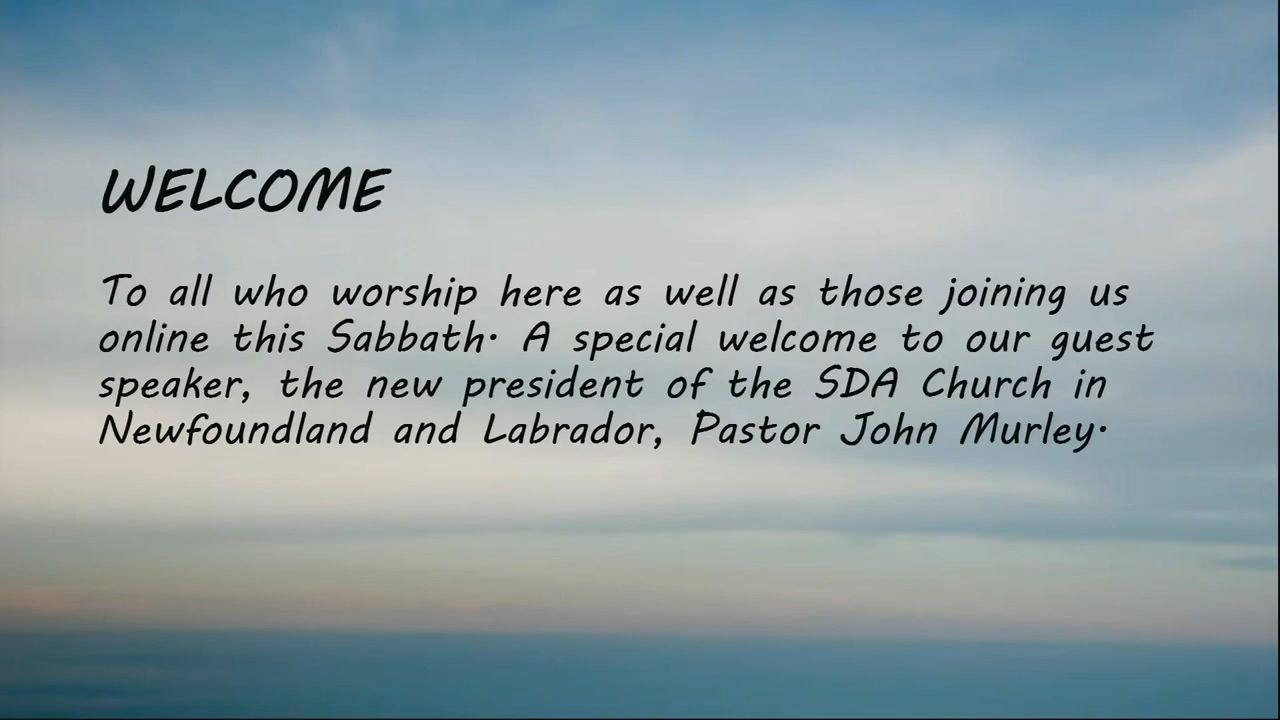 WELCOME
To all who worship here as well as those joining us
online this Sabbath. A special welcome to our guest
speaker, the new president of the SDA Church in
Newfoundland and Labrador, Pastor John Murley.